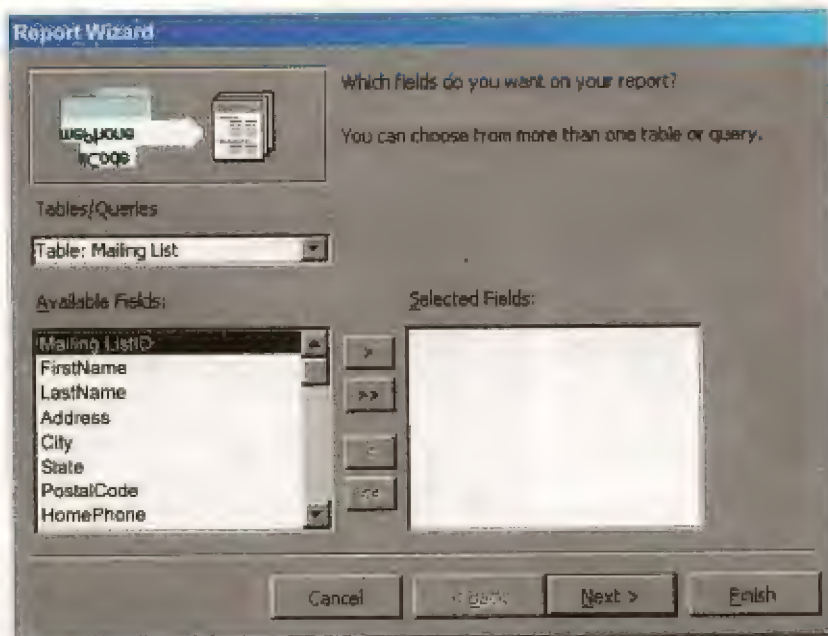 Report Wizard
Which fields do you want on your report?
You can choose from more than one table or query.
Tables/Queries
Table: Mailing List
Available Fields:
Selected Fields:
Mailing ListID
FirstName
LastName
Address
City
State
PostalCode
HomePhone
>
>>
<
<<
Cancel
< Back
Next >
Finish